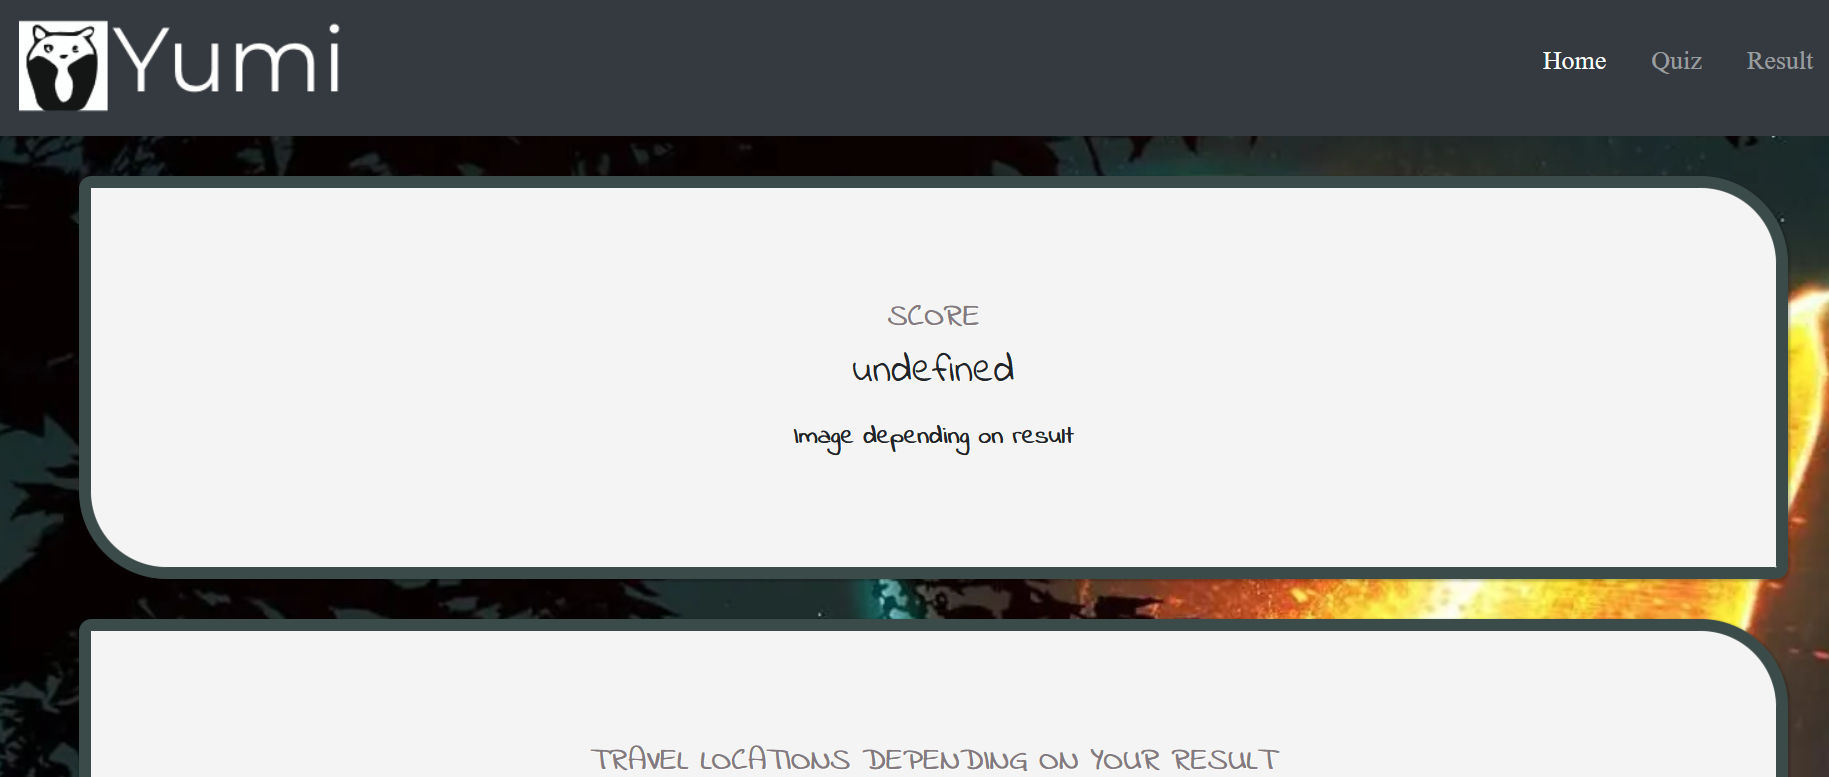 Yumi
Home Quiz Result
SCORE
undefined
Image depending on result
TRAVEL LOCATIONS DEPENDING ON YOUR RESULT